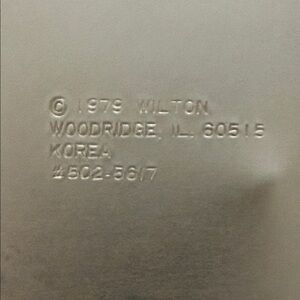 © 1979 WILTON
WOODRIDGE, IL. 60515
KOREA
#502-5617